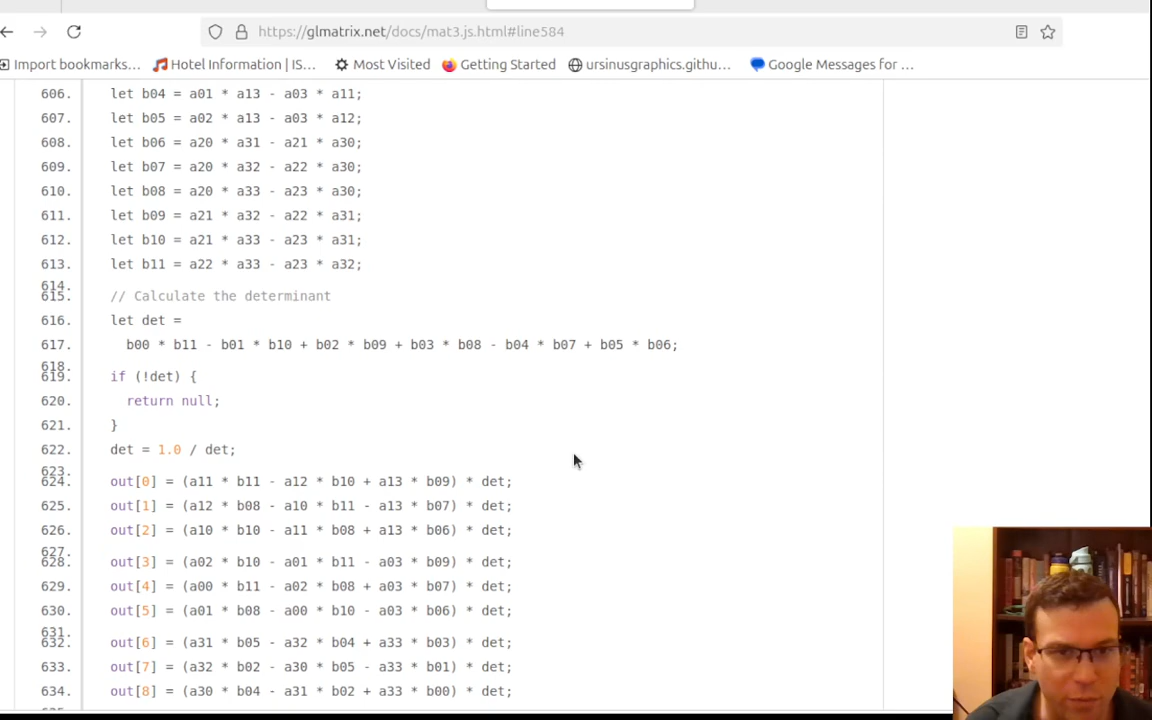 https://glmatrix.net/docs/mat3.js.html#line584
Import bookmarks... Hotel Information | IS... Most Visited Getting Started ursinusgraphics.githu... Google Messages for ...
606. let b04 = a01 * a13 - a03 * a11;
607. let b05 = a02 * a13 - a03 * a12;
608. let b06 = a20 * a31 - a21 * a30;
609. let b07 = a20 * a32 - a22 * a30;
610. let b08 = a20 * a33 - a23 * a30;
611. let b09 = a21 * a32 - a22 * a31;
612. let b10 = a21 * a33 - a23 * a31;
613. let b11 = a22 * a33 - a23 * a32;
614.
615. // Calculate the determinant
616. let det =
617. b00 * b11 - b01 * b10 + b02 * b09 + b03 * b08 - b04 * b07 + b05 * b06;
618.
619. if (!det) {
620. return null;
621. }
622. det = 1.0 / det;
623.
624. out[0] = (a11 * b11 - a12 * b10 + a13 * b09) * det;
625. out[1] = (a12 * b08 - a10 * b11 - a13 * b07) * det;
626. out[2] = (a10 * b10 - a11 * b08 + a13 * b06) * det;
627.
628. out[3] = (a02 * b10 - a01 * b11 - a03 * b09) * det;
629. out[4] = (a00 * b11 - a02 * b08 + a03 * b07) * det;
630. out[5] = (a01 * b08 - a00 * b10 - a03 * b06) * det;
631.
632. out[6] = (a31 * b05 - a32 * b04 + a33 * b03) * det;
633. out[7] = (a32 * b02 - a30 * b05 - a33 * b01) * det;
634. out[8] = (a30 * b04 - a31 * b02 + a33 * b00) * det;